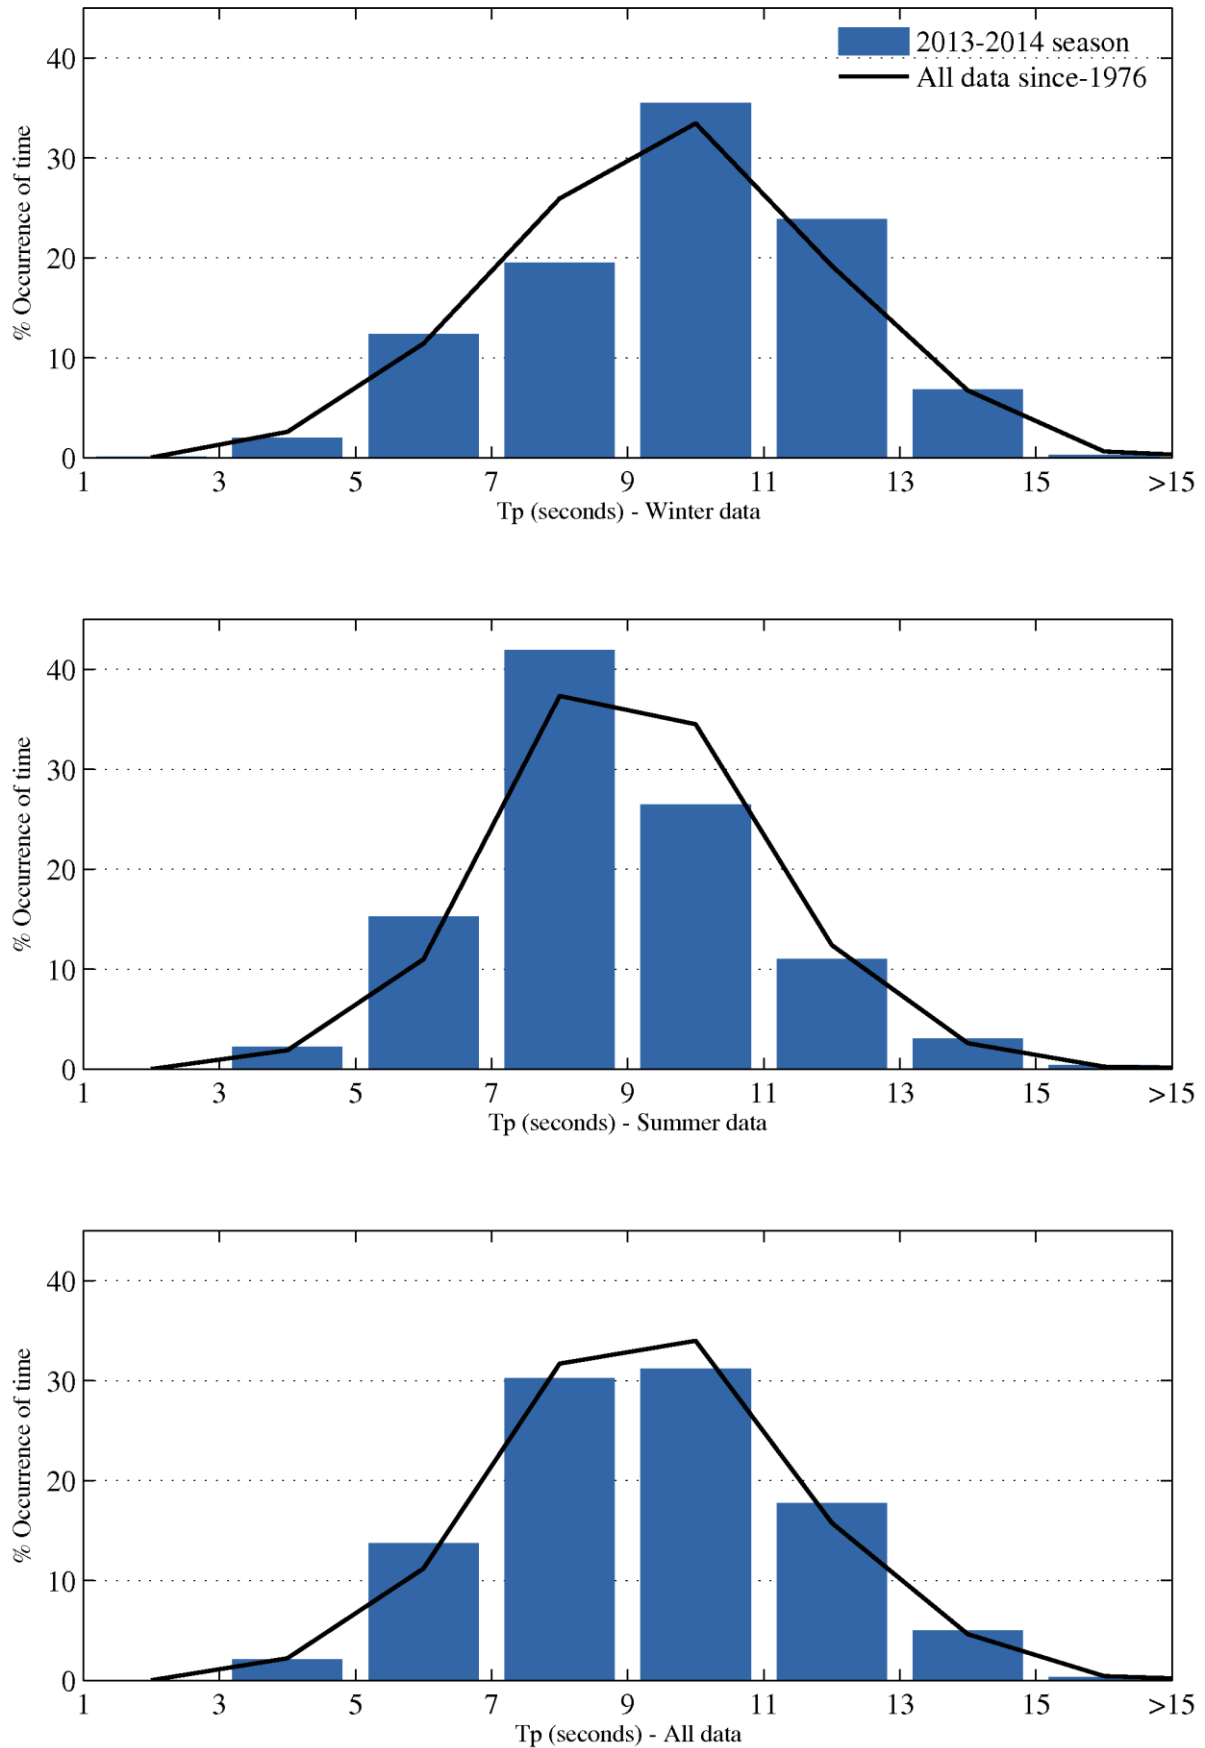 40
30
20
10
0
% Occurrence of time
2013-2014 season
All data since-1976
1 3 5 7 9 11 13 15 >15
Tp (seconds) - Winter data
40
30
20
10
0
% Occurrence of time
1 3 5 7 9 11 13 15 >15
Tp (seconds) - Summer data
40
30
20
10
0
% Occurrence of time
1 3 5 7 9 11 13 15 >15
Tp (seconds) - All data